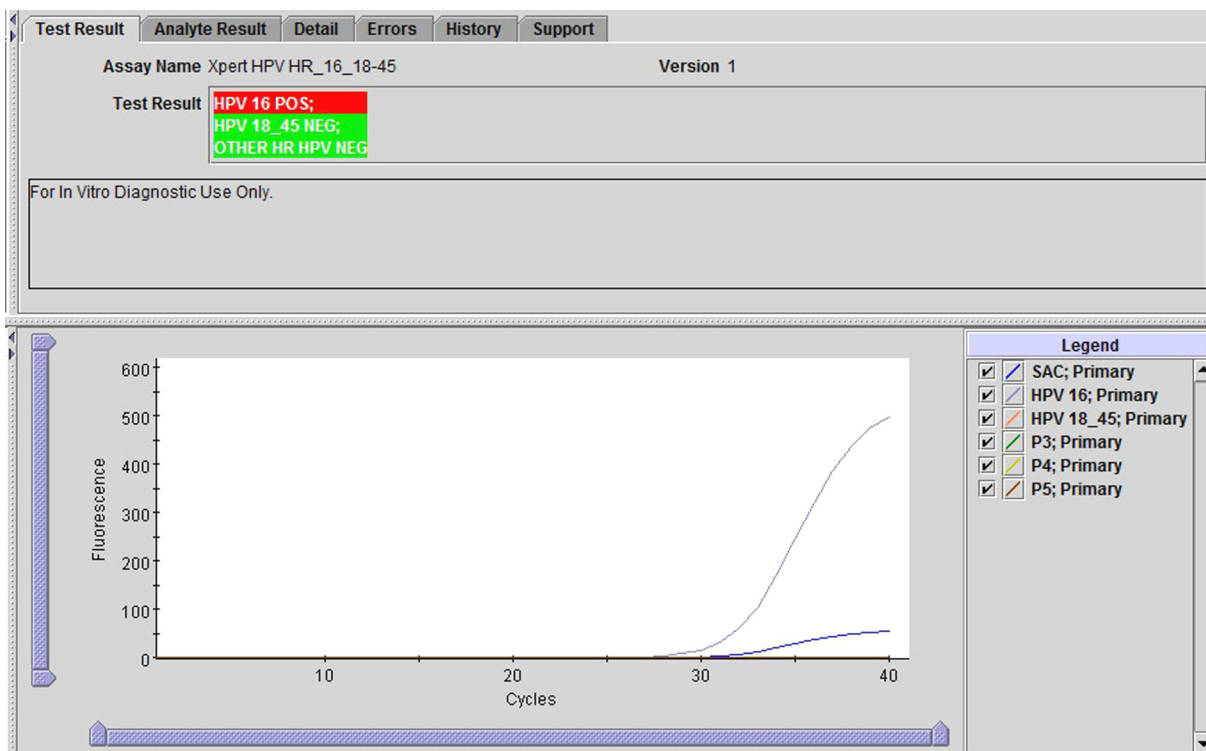 Test Result Analyte Result Detail Errors History Support
Assay Name Xpert HPV HR_16_18-45 Version 1
Test Result HPV 16 POS;
HPV 18_45 NEG;
OTHER HR HPV NEG
For In Vitro Diagnostic Use Only.
Legend
SAC; Primary
HPV 16; Primary
HPV 18_45; Primary
P3; Primary
P4; Primary
P5; Primary
Fluorescence
600
500
400
300
200
100
0
10 20 30 40
Cycles